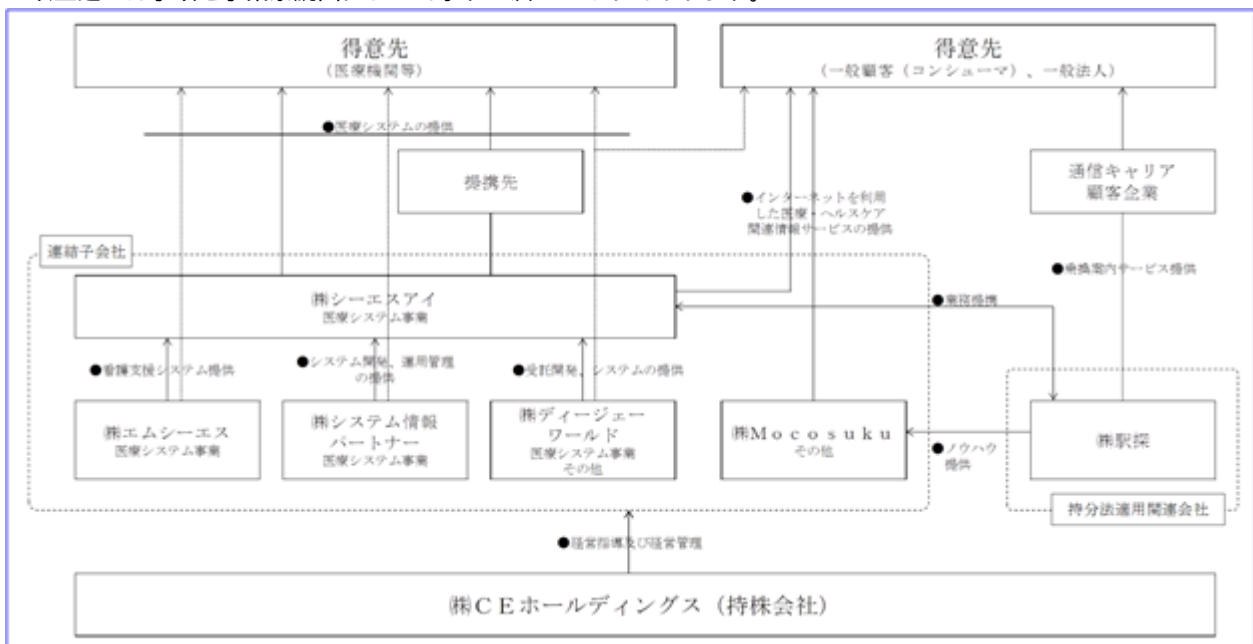 得意先
（医療機関等）
得意先
（一般顧客（コンシューマ）、一般法人）
●医療システムの提供
提携先
通信キャリア
顧客企業
●インターネットを利用
した医療・ヘルスケア
関連情報サービスの提供
連結子会社
●乗換案内サービス提供
㈱シーエスアイ
医療システム事業
●業務提携
●看護支援システム提供
●システム開発、運用管理
の提供
●受託開発、システムの提供
㈱エムシーエス
医療システム事業
㈱システム情報
パートナー
医療システム事業
㈱ディージェー
ワールド
医療システム事業
その他
㈱Ｍｏｃｏｓｕｋｕ
その他
●ノウハウ
提供
㈱駅探
持分法適用関連会社
●経営指導及び経営管理
㈱ＣＥホールディングス（持株会社）